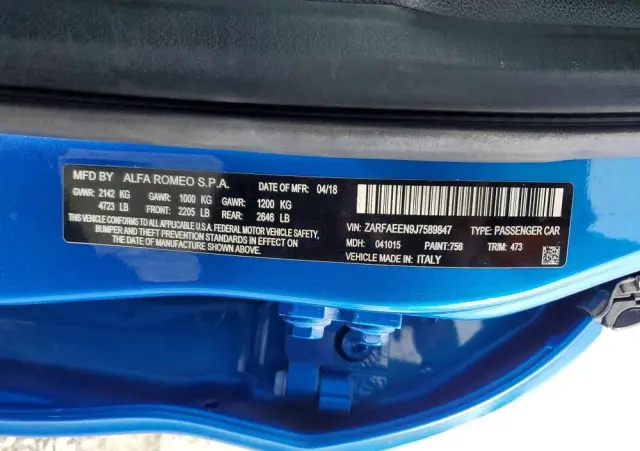 MFD BY ALFA ROMEO S.P.A. DATE OF MFR 04/18
GVWR: 2142 KG GAWR: 1000 KG GAWR: 1200 KG
4723 LB FRONT: 2205 LB REAR: 2646 LB
THIS VEHICLE CONFORMS TO ALL APPLICABLE U.S.A. FEDERAL MOTOR VEHICLE
SAFETY, BUMPER, AND THEFT PREVENTION STANDARDS IN EFFECT ON
THE DATE OF MANUFACTURE SHOWN ABOVE.
VIN: ZARFAEEN9J7589847 TYPE: PASSENGER CAR
MDH: 041015 PAINT:756 TRIM: 473
VEHICLE MADE IN: ITALY